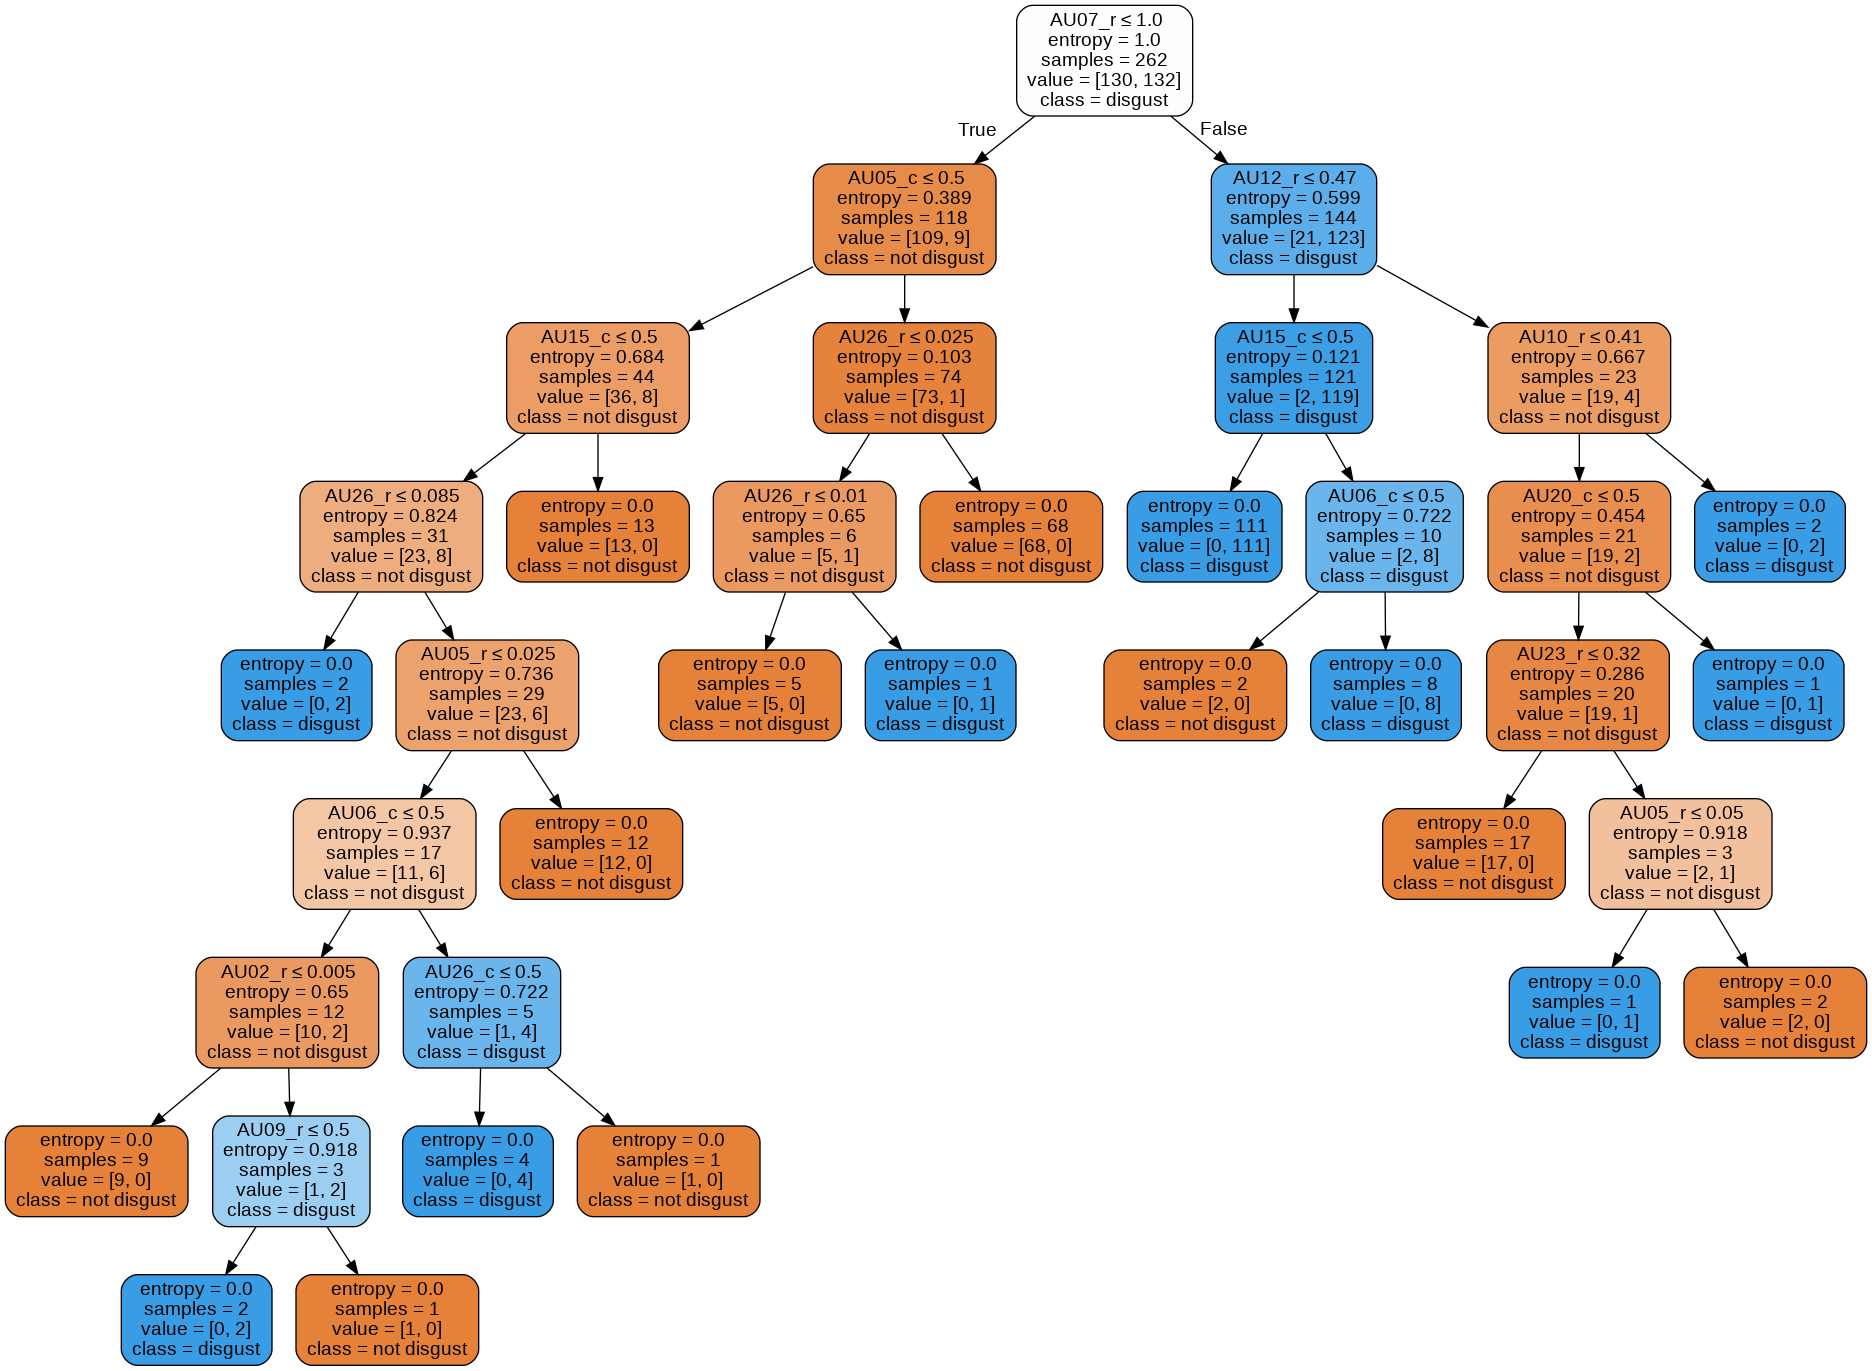 AU07_r ≤ 1.0
entropy = 1.0
samples = 262
value = [130, 132]
class = disgust
True
False
AU05_c ≤ 0.5
entropy = 0.389
samples = 118
value = [109, 9]
class = not disgust
AU12_r ≤ 0.47
entropy = 0.599
samples = 144
value = [21, 123]
class = disgust
AU15_c ≤ 0.5
entropy = 0.684
samples = 44
value = [36, 8]
class = not disgust
AU26_r ≤ 0.025
entropy = 0.103
samples = 74
value = [73, 1]
class = not disgust
AU15_c ≤ 0.5
entropy = 0.121
samples = 121
value = [2, 119]
class = disgust
AU10_r ≤ 0.41
entropy = 0.667
samples = 23
value = [19, 4]
class = not disgust
AU26_r ≤ 0.085
entropy = 0.824
samples = 31
value = [23, 8]
class = not disgust
entropy = 0.0
samples = 13
value = [13, 0]
class = not disgust
AU26_r ≤ 0.01
entropy = 0.65
samples = 6
value = [5, 1]
class = not disgust
entropy = 0.0
samples = 68
value = [68, 0]
class = not disgust
entropy = 0.0
samples = 111
value = [0, 111]
class = disgust
AU06_c ≤ 0.5
entropy = 0.722
samples = 10
value = [2, 8]
class = disgust
AU20_c ≤ 0.5
entropy = 0.454
samples = 21
value = [19, 2]
class = not disgust
entropy = 0.0
samples = 2
value = [0, 2]
class = disgust
entropy = 0.0
samples = 2
value = [0, 2]
class = disgust
AU05_r ≤ 0.025
entropy = 0.736
samples = 29
value = [23, 6]
class = not disgust
entropy = 0.0
samples = 5
value = [5, 0]
class = not disgust
entropy = 0.0
samples = 1
value = [0, 1]
class = disgust
entropy = 0.0
samples = 2
value = [2, 0]
class = not disgust
entropy = 0.0
samples = 8
value = [0, 8]
class = disgust
AU23_r ≤ 0.32
entropy = 0.286
samples = 20
value = [19, 1]
class = not disgust
entropy = 0.0
samples = 1
value = [0, 1]
class = disgust
AU06_c ≤ 0.5
entropy = 0.937
samples = 17
value = [11, 6]
class = not disgust
entropy = 0.0
samples = 12
value = [12, 0]
class = not disgust
entropy = 0.0
samples = 17
value = [17, 0]
class = not disgust
AU05_r ≤ 0.05
entropy = 0.918
samples = 3
value = [2, 1]
class = not disgust
AU02_r ≤ 0.005
entropy = 0.65
samples = 12
value = [10, 2]
class = not disgust
AU26_c ≤ 0.5
entropy = 0.722
samples = 5
value = [1, 4]
class = disgust
entropy = 0.0
samples = 1
value = [0, 1]
class = disgust
entropy = 0.0
samples = 2
value = [2, 0]
class = not disgust
entropy = 0.0
samples = 9
value = [9, 0]
class = not disgust
AU09_r ≤ 0.5
entropy = 0.918
samples = 3
value = [1, 2]
class = disgust
entropy = 0.0
samples = 4
value = [0, 4]
class = disgust
entropy = 0.0
samples = 1
value = [1, 0]
class = not disgust
entropy = 0.0
samples = 2
value = [0, 2]
class = disgust
entropy = 0.0
samples = 1
value = [1, 0]
class = not disgust